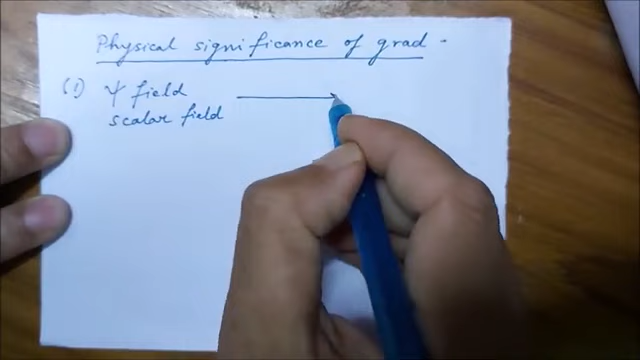 Physical significance of grad -
(1) ψ field
scalar field